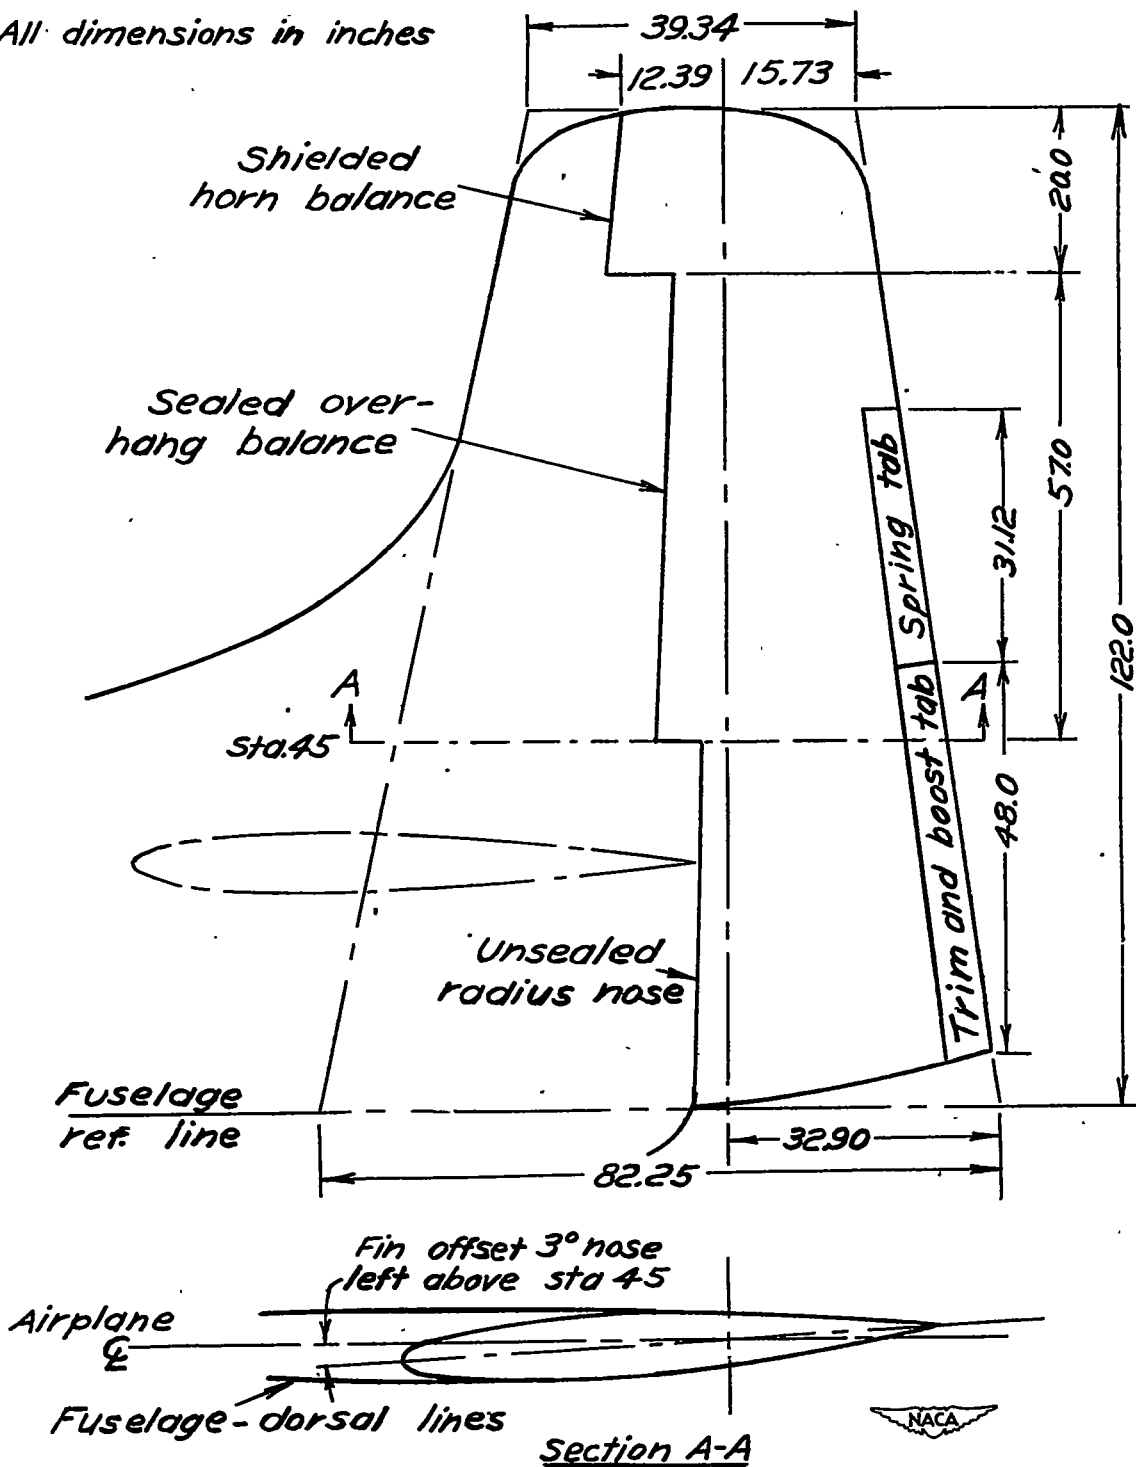 All dimensions in inches
39.34
12.39
15.73
Shielded
horn balance
20.0
Sealed over-
hang balance
57.0
Spring tab
31.12
122.0
A
A
Sta.45
Trim and boost tab
48.0
Unsealed
radius nose
Fuselage
ref. line
32.90
82.25
Fin offset 3° nose
left above sta 45
Airplane
℄
Fuselage-dorsal lines
NACA
Section A-A